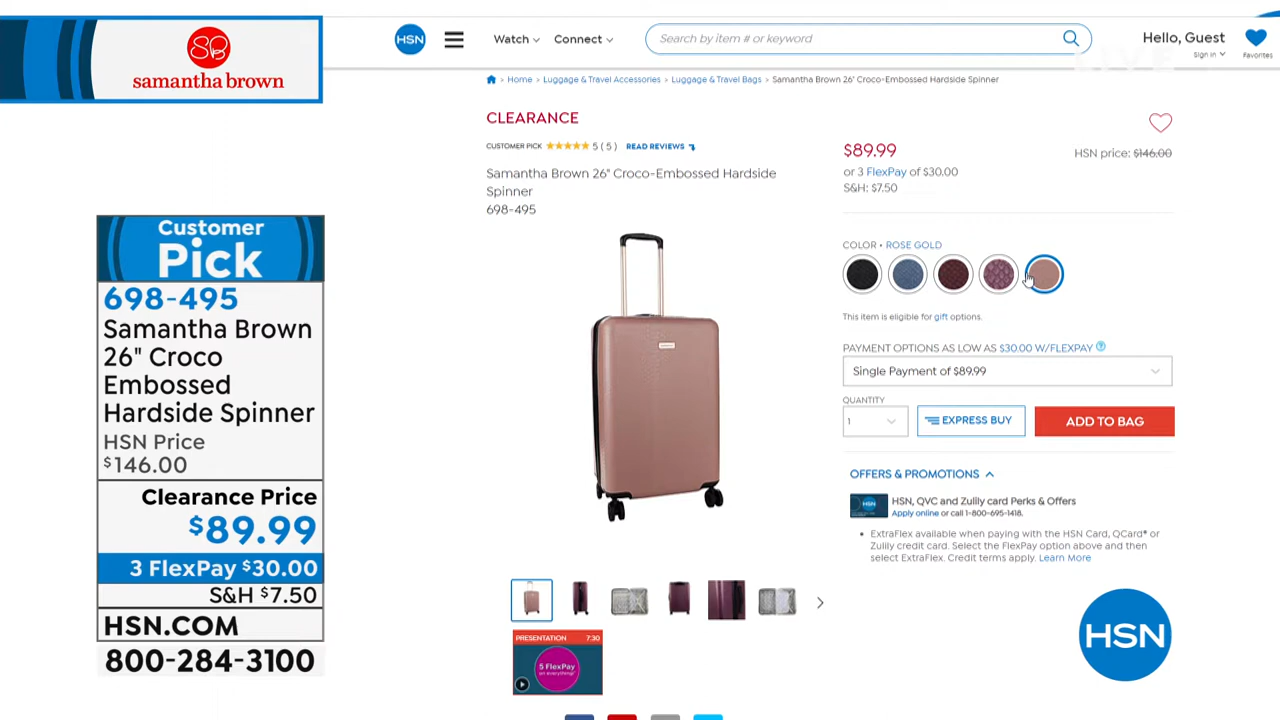 SB
samantha brown
HSN
Watch
Connect
Search by item # or keyword
Hello, Guest
Sign In
Favorites
LIVE
Home > Luggage & Travel Accessories > Luggage & Travel Bags > Samantha Brown 26" Croco-Embossed Hardside Spinner
CLEARANCE
CUSTOMER PICK 5 ( 5 ) READ REVIEWS
Samantha Brown 26" Croco-Embossed Hardside
Spinner
698-495
$89.99
HSN price: $146.00
or 3 FlexPay of $30.00
S&H: $7.50
COLOR • ROSE GOLD
This item is eligible for gift options.
PAYMENT OPTIONS AS LOW AS $30.00 W/FLEXPAY ?
Single Payment of $89.99
QUANTITY
1
EXPRESS BUY
ADD TO BAG
OFFERS & PROMOTIONS
HSN, QVC and Zulily card Perks & Offers
Apply online or call 1-800-695-1418.
• ExtraFlex available when paying with the HSN Card, QCard® or
Zulily credit card. Select the FlexPay option above and then
select ExtraFlex. Credit terms apply. Learn More
PRESENTATION 7:30
5 FlexPay
on everything*
Customer
Pick
698-495
Samantha Brown
26" Croco
Embossed
Hardside Spinner
HSN Price
$146.00
Clearance Price
$89.99
3 FlexPay $30.00
S&H $7.50
HSN.COM
800-284-3100
HSN